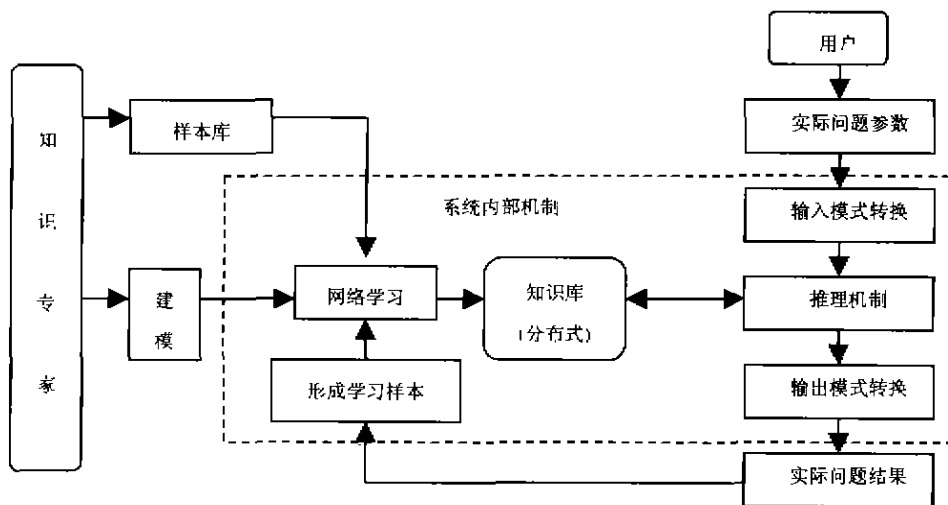 用户
知
识
专
家
样本库
实际问题参数
系统内部机制
输入模式转换
建
模
网络学习
知识库
(分布式)
推理机制
形成学习样本
输出模式转换
实际问题结果